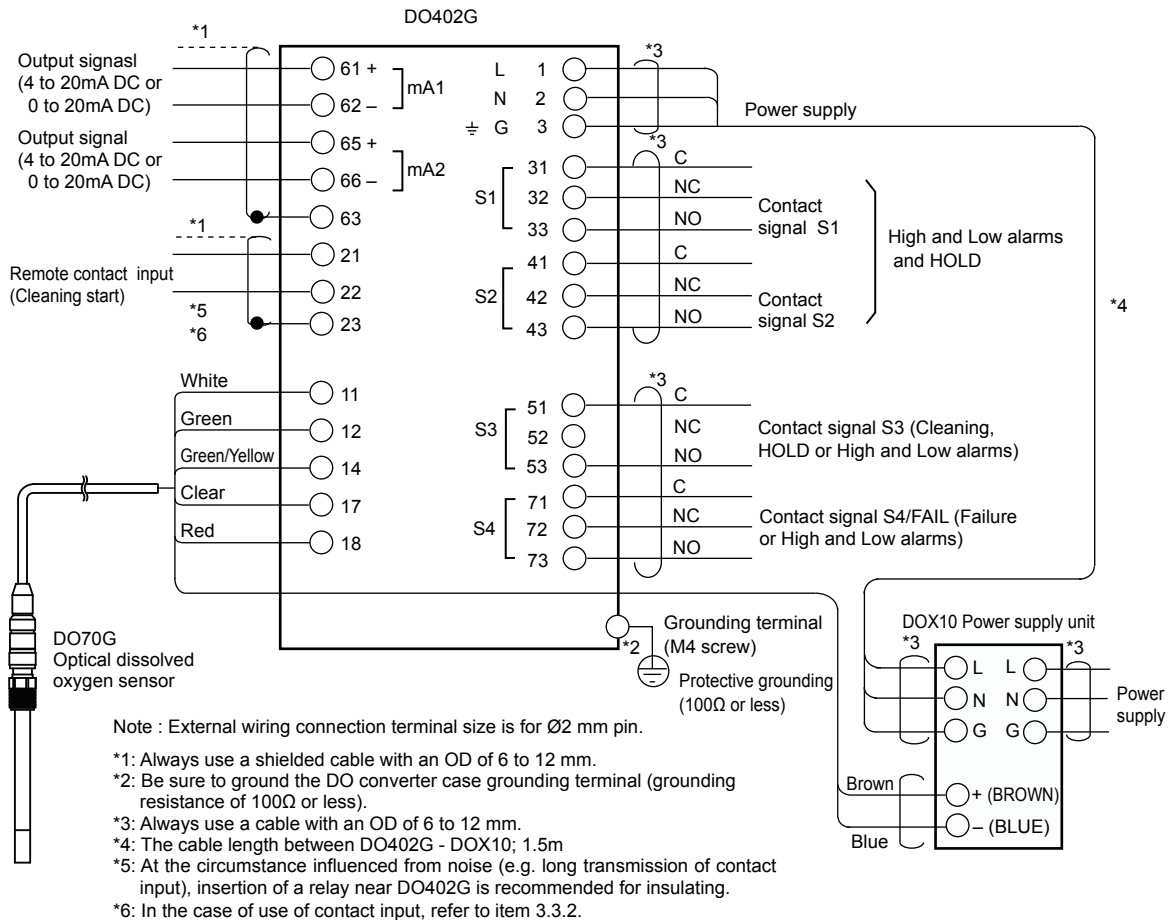 DO402G
*1
Output signasl
(4 to 20mA DC or
0 to 20mA DC)
Output signal
(4 to 20mA DC or
0 to 20mA DC)
*1
Remote contact input
(Cleaning start)
*5
*6
61 +
62 –
mA1
65 +
66 –
mA2
63
21
22
23
White
11
Green
12
Green/Yellow
14
Clear
17
Red
18
L 1
N 2
G 3
*3
Power supply
*3
S1
31
32
33
C
NC
NO
Contact
signal S1
S2
41
42
43
C
NC
NO
Contact
signal S2
High and Low alarms
and HOLD
*4
*3
S3
51
52
53
C
NC
NO
Contact signal S3 (Cleaning,
HOLD or High and Low alarms)
S4
71
72
73
C
NC
NO
Contact signal S4/FAIL (Failure
or High and Low alarms)
*2
Grounding terminal
(M4 screw)
Protective grounding
(100Ω or less)
DO70G
Optical dissolved
oxygen sensor
DOX10 Power supply unit
*3
*3
L L
N N
G G
Power
supply
Brown
+ (BROWN)
– (BLUE)
Blue
Note : External wiring connection terminal size is for Ø2 mm pin.
*1: Always use a shielded cable with an OD of 6 to 12 mm.
*2: Be sure to ground the DO converter case grounding terminal (grounding
resistance of 100Ω or less).
*3: Always use a cable with an OD of 6 to 12 mm.
*4: The cable length between DO402G - DOX10; 1.5m
*5: At the circumstance influenced from noise (e.g. long transmission of contact
input), insertion of a relay near DO402G is recommended for insulating.
*6: In the case of use of contact input, refer to item 3.3.2.